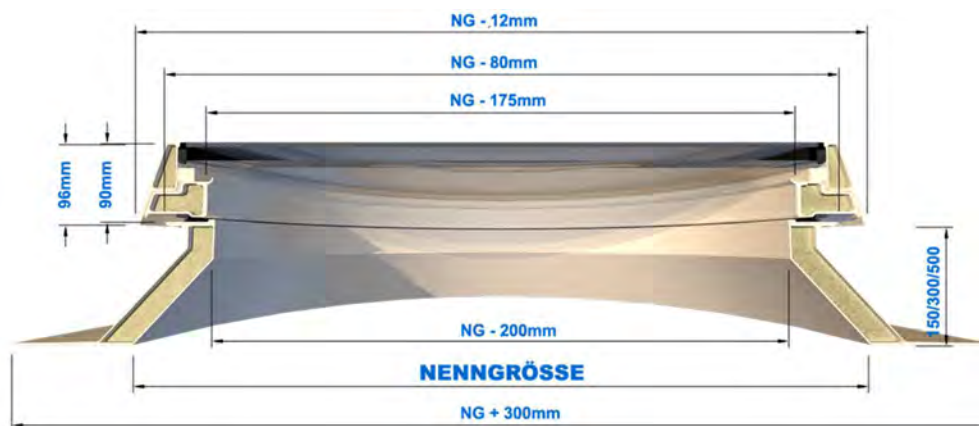 NG - 12mm
NG - 80mm
NG - 175mm
96mm
90mm
150/300/500
NG - 200mm
NENNGRÖSSE
NG + 300mm